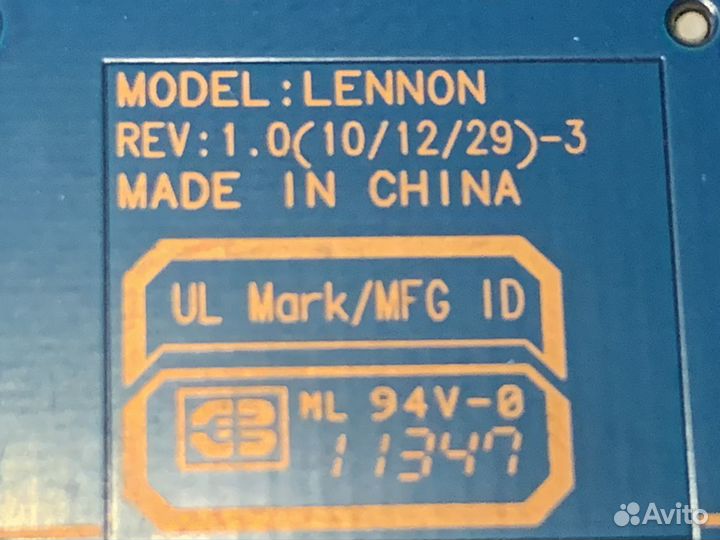 MODEL:LENNON
REV:1.0(10/12/29)-3
MADE IN CHINA
UL Mark/MFG ID
ML 94V-0
11347
Avito